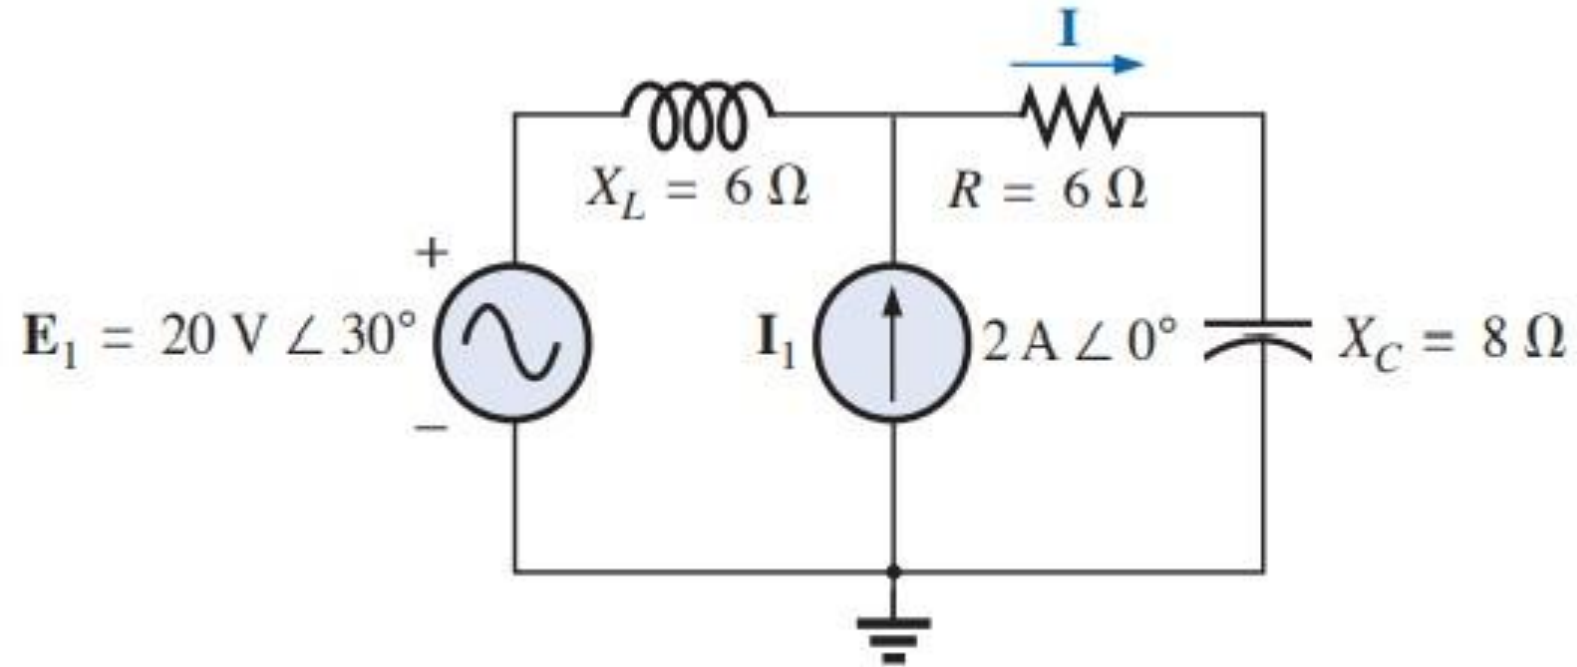 I
X_L = 6 Ω
R = 6 Ω
+
E_1 = 20 V ∠ 30°
I_1
2 A ∠ 0°
X_C = 8 Ω
−